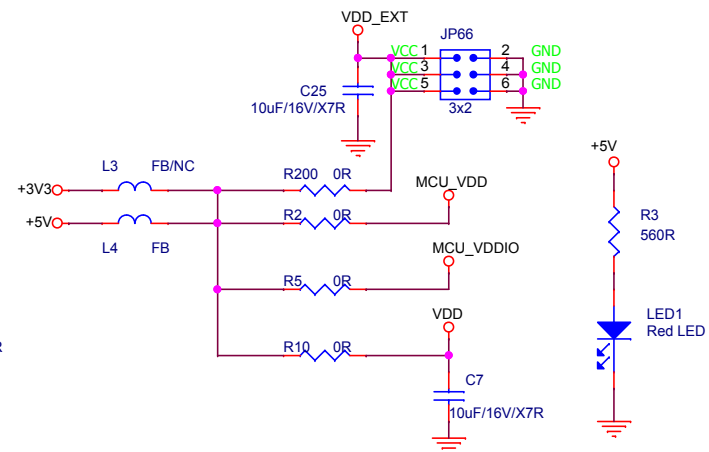 VDD_EXT
JP66
VCC 1 2 GND
VCC 3 4 GND
VCC 5 6 GND
3x2
C25
10uF/16V/X7R
+5V
L3 FB/NC
R200 0R
+3V3
MCU_VDD
R2 0R
+5V
L4 FB
R3
560R
MCU_VDDIO
R5 0R
VDD
LED1
Red LED
R10 0R
R
C7
10uF/16V/X7R